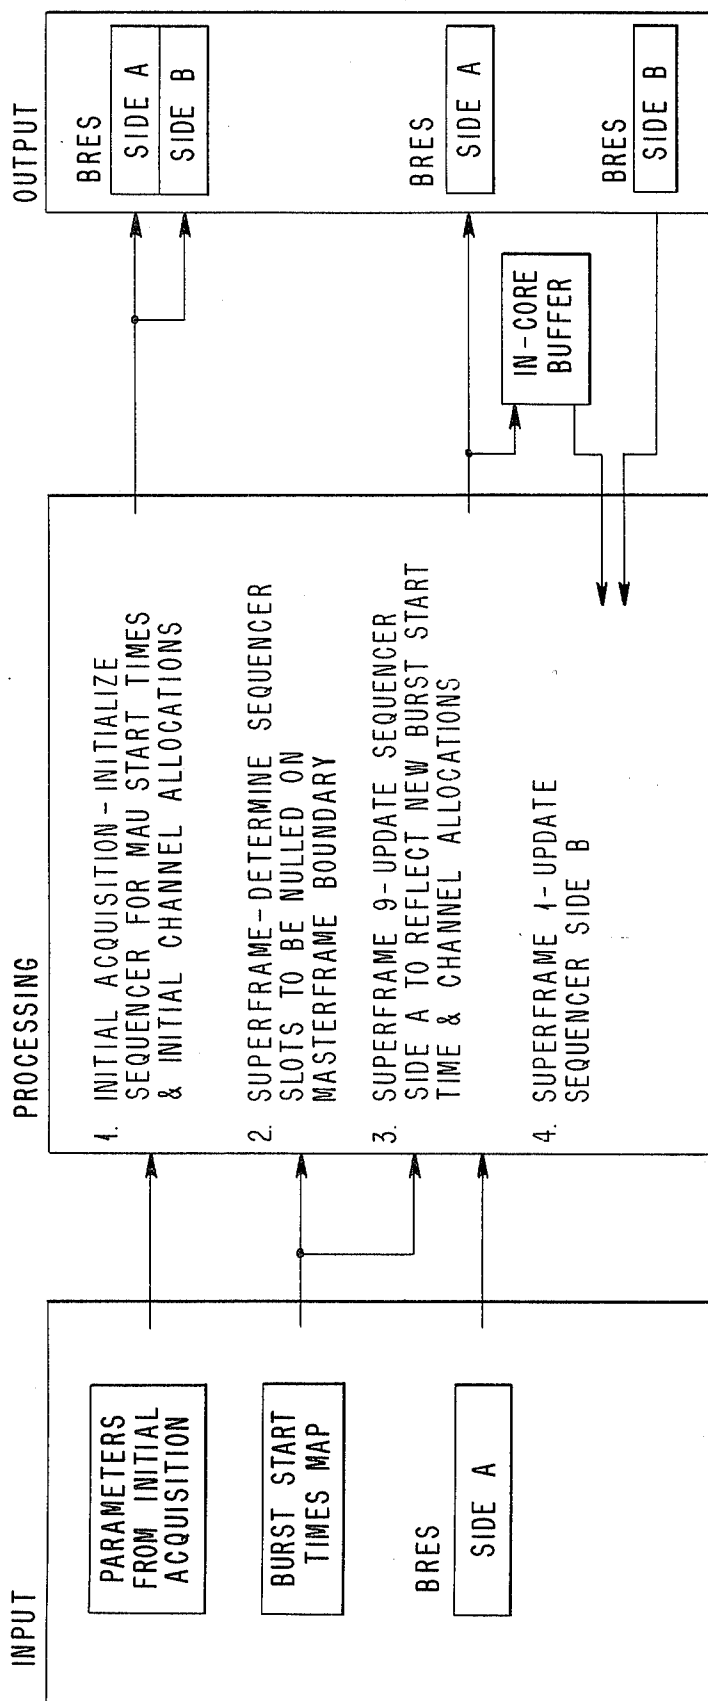 INPUT
PARAMETERS
FROM INITIAL
ACQUISITION
BURST START
TIMES MAP
BRES
SIDE A
PROCESSING
1. INITIAL ACQUISITION-INITIALIZE
SEQUENCER FOR MAU START TIMES
& INITIAL CHANNEL ALLOCATIONS
2. SUPERFRAME-DETERMINE SEQUENCER
SLOTS TO BE NULLED ON
MASTERFRAME BOUNDARY
3. SUPERFRAME 9-UPDATE SEQUENCER
SIDE A TO REFLECT NEW BURST START
TIME & CHANNEL ALLOCATIONS
4. SUPERFRAME 1-UPDATE
SEQUENCER SIDE B
OUTPUT
BRES
SIDE A
SIDE B
BRES
SIDE A
IN-CORE
BUFFER
BRES
SIDE B